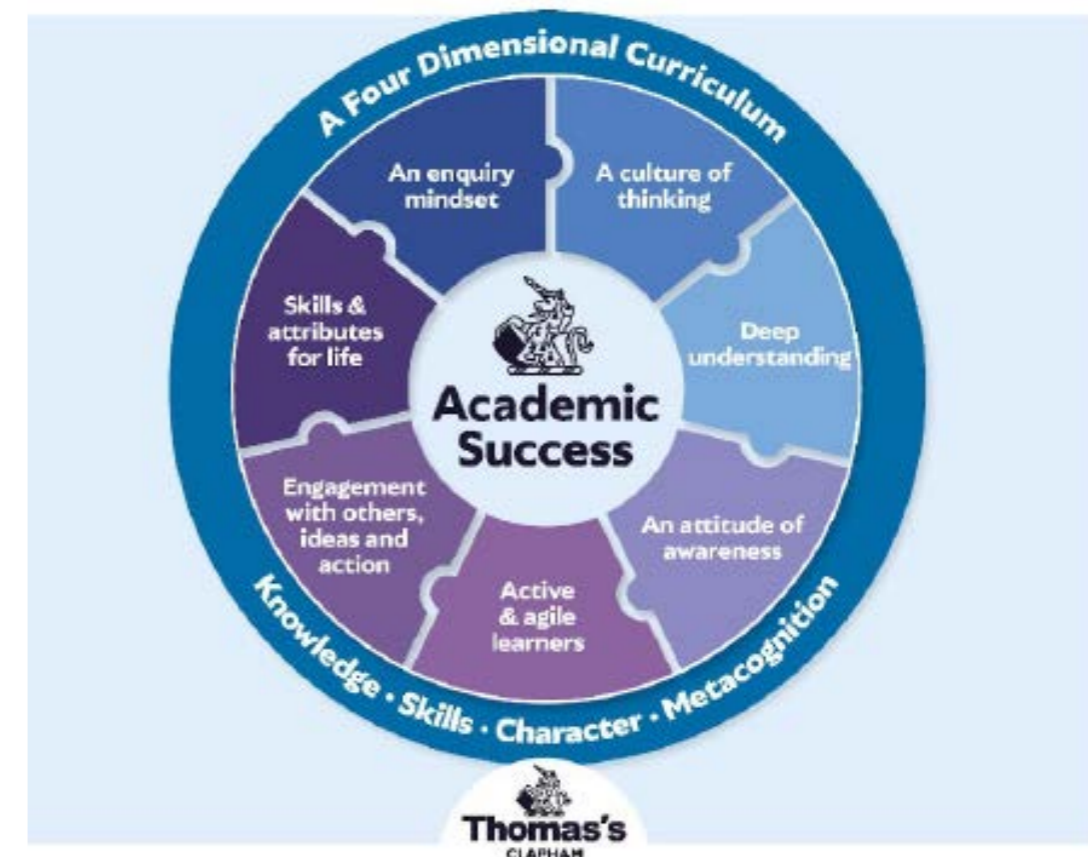 A Four Dimensional Curriculum
An enquiry
mindset
A culture of
thinking
Skills &
attributes
for life
Deep
understanding
Academic
Success
Engagement
with others,
ideas and
action
An attitude of
awareness
Active
& agile
learners
Knowledge · Skills · Character · Metacognition
Thomas's
CLAPHAM